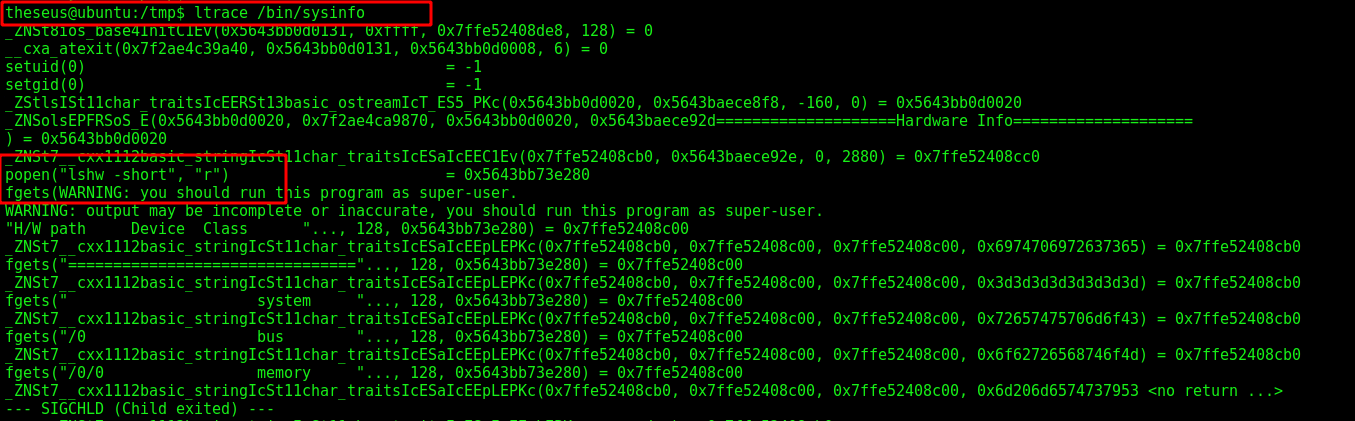 theseus@ubuntu:/tmp$ ltrace /bin/sysinfo
_ZNSt8ios_base4InitC1Ev(0x5643bb0d0131, 0xffff, 0x7ffe52408de8, 128) = 0
__cxa_atexit(0x7f2ae4c39a40, 0x5643bb0d0131, 0x5643bb0d0008, 6) = 0
setuid(0) = -1
setgid(0) = -1
_ZStlsISt11char_traitsIcEERSt13basic_ostreamIcT_ES5_PKc(0x5643bb0d0020, 0x5643baece8f8, -160, 0) = 0x5643bb0d0020
_ZNSolsEPFRSoS_E(0x5643bb0d0020, 0x7f2ae4ca9870, 0x5643bb0d0020, 0x5643baece92d====================Hardware Info====================
) = 0x5643bb0d0020
_ZNSt7__cxx1112basic_stringIcSt11char_traitsIcESaIcEEC1Ev(0x7ffe52408cb0, 0x5643baece92e, 0, 2880) = 0x7ffe52408cc0
popen("lshw -short", "r") = 0x5643bb73e280
fgets(WARNING: you should run this program as super-user.
WARNING: output may be incomplete or inaccurate, you should run this program as super-user.
"H/W path     Device  Class      "..., 128, 0x5643bb73e280) = 0x7ffe52408c00
_ZNSt7__cxx1112basic_stringIcSt11char_traitsIcESaIcEEpLEPKc(0x7ffe52408cb0, 0x7ffe52408c00, 0x7ffe52408c00, 0x6974706972637365) = 0x7ffe52408cb0
fgets("================================"..., 128, 0x5643bb73e280) = 0x7ffe52408c00
_ZNSt7__cxx1112basic_stringIcSt11char_traitsIcESaIcEEpLEPKc(0x7ffe52408cb0, 0x7ffe52408c00, 0x7ffe52408c00, 0x3d3d3d3d3d3d3d3d) = 0x7ffe52408cb0
fgets("                     system     "..., 128, 0x5643bb73e280) = 0x7ffe52408c00
_ZNSt7__cxx1112basic_stringIcSt11char_traitsIcESaIcEEpLEPKc(0x7ffe52408cb0, 0x7ffe52408c00, 0x7ffe52408c00, 0x72657475706d6f43) = 0x7ffe52408cb0
fgets("/0                   bus        "..., 128, 0x5643bb73e280) = 0x7ffe52408c00
_ZNSt7__cxx1112basic_stringIcSt11char_traitsIcESaIcEEpLEPKc(0x7ffe52408cb0, 0x7ffe52408c00, 0x7ffe52408c00, 0x6f62726568746f4d) = 0x7ffe52408cb0
fgets("/0/0                 memory     "..., 128, 0x5643bb73e280) = 0x7ffe52408c00
_ZNSt7__cxx1112basic_stringIcSt11char_traitsIcESaIcEEpLEPKc(0x7ffe52408cb0, 0x7ffe52408c00, 0x7ffe52408c00, 0x6d206d6574737953 <no return ...>
--- SIGCHLD (Child exited) ---